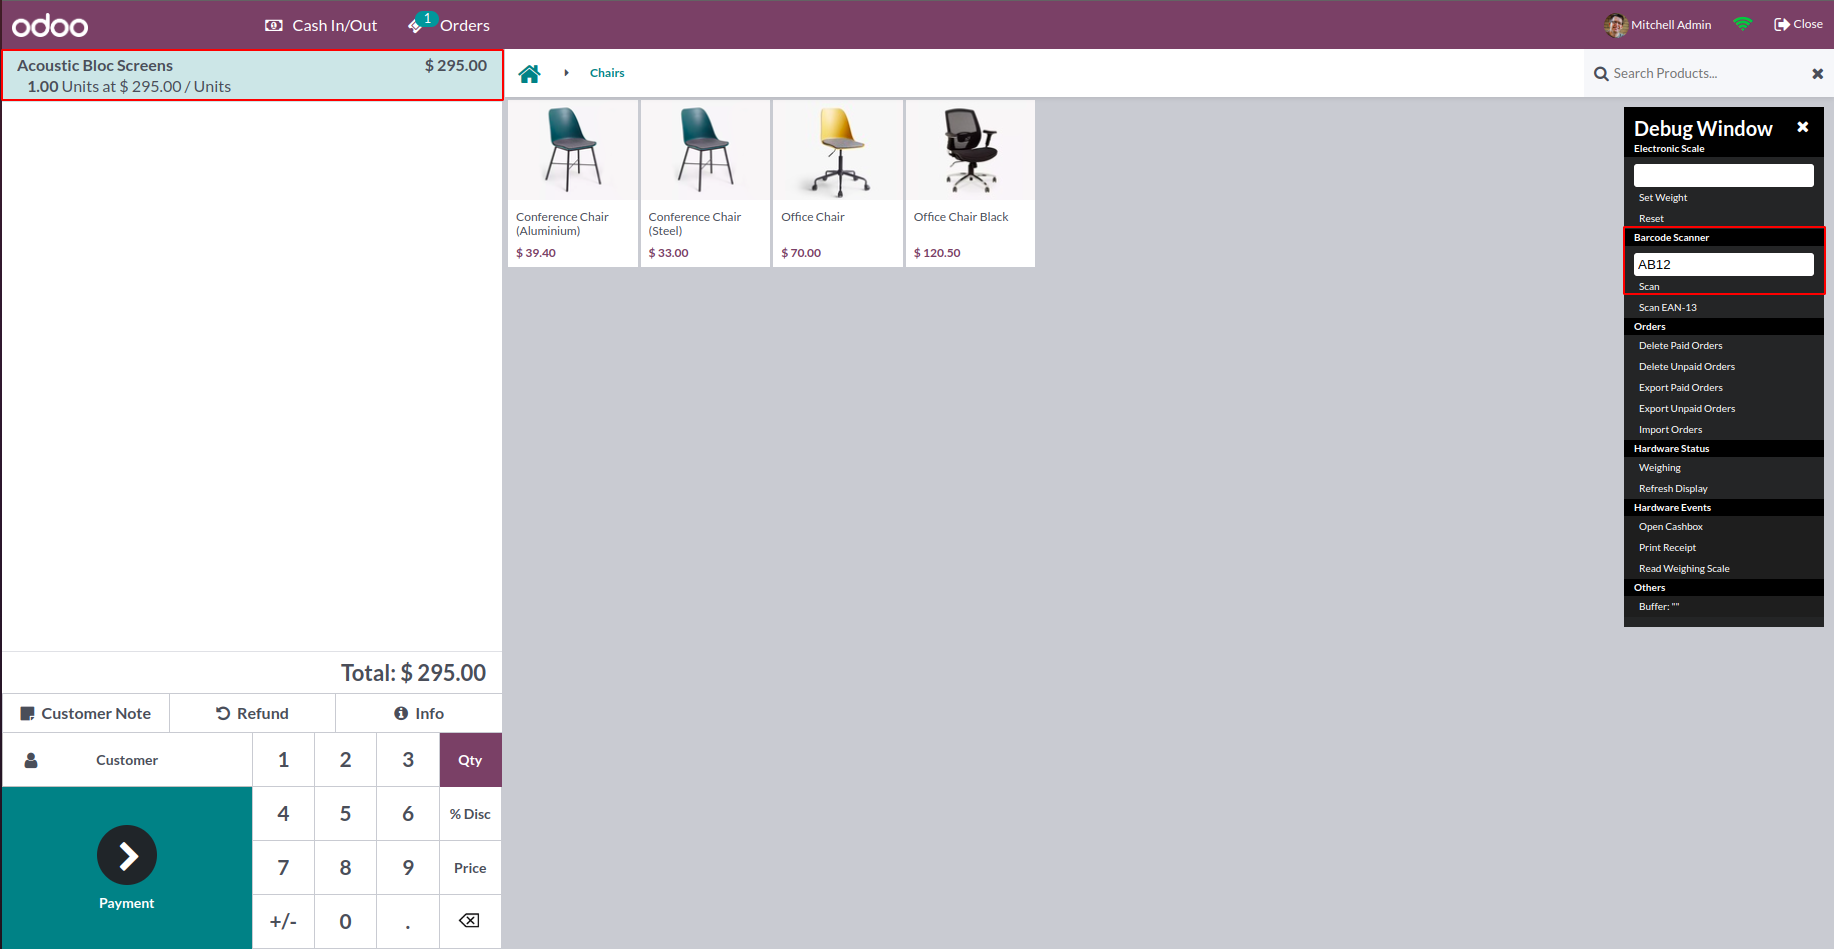 odoo
Cash In/Out
1
Orders
Mitchell Admin
Close
Acoustic Bloc Screens $ 295.00
1.00 Units at $ 295.00 / Units
Chairs
Search Products...
Conference Chair
(Aluminium)
$ 39.40
Conference Chair
(Steel)
$ 33.00
Office Chair
$ 70.00
Office Chair Black
$ 120.50
Debug Window
Electronic Scale
Set Weight
Reset
Barcode Scanner
AB12
Scan
Scan EAN-13
Orders
Delete Paid Orders
Delete Unpaid Orders
Export Paid Orders
Export Unpaid Orders
Import Orders
Hardware Status
Weighing
Refresh Display
Hardware Events
Open Cashbox
Print Receipt
Read Weighing Scale
Others
Buffer: ""
Total: $ 295.00
Customer Note
Refund
Info
Customer
1 2 3 Qty
4 5 6 % Disc
7 8 9 Price
+/- 0 .
Payment